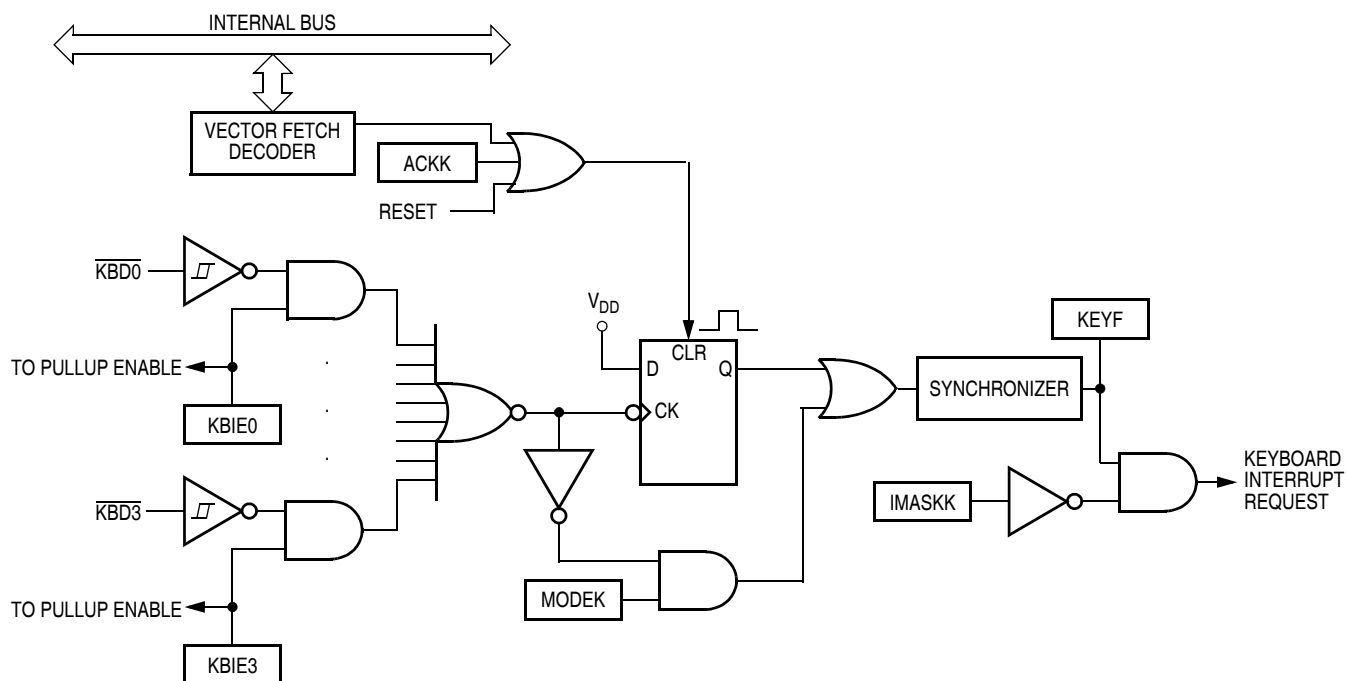 INTERNAL BUS
VECTOR FETCH
DECODER
ACKK
RESET
KBD0
TO PULLUP ENABLE
KBIE0
VDD
CLR
D
Q
CK
KEYF
SYNCHRONIZER
IMASKK
KEYBOARD
INTERRUPT
REQUEST
KBD3
MODEK
TO PULLUP ENABLE
KBIE3